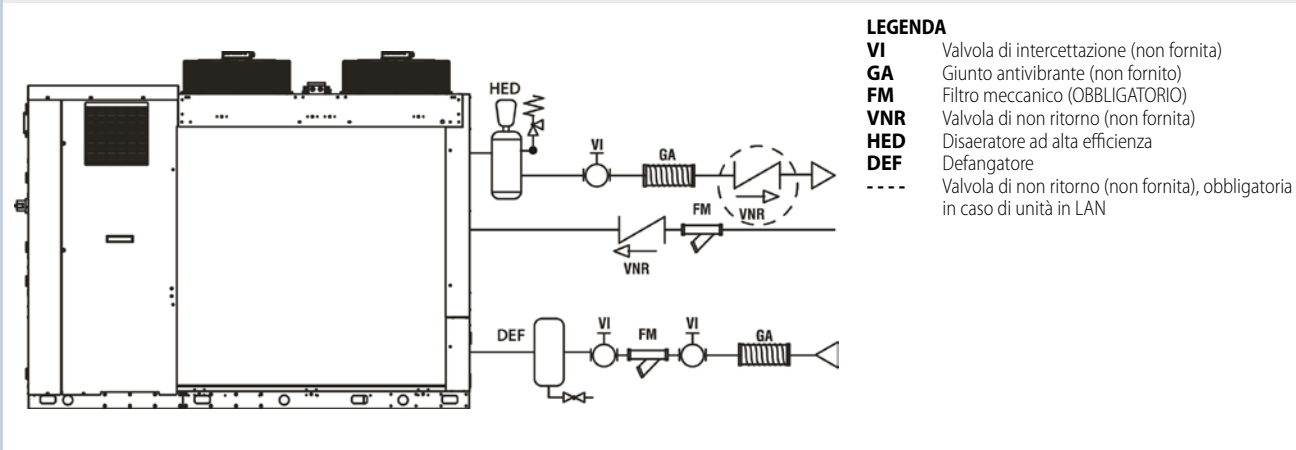 LEGENDA
VI Valvola di intercettazione (non fornita)
GA Giunto antivibrante (non fornito)
FM Filtro meccanico (OBBLIGATORIO)
VNR Valvola di non ritorno (non fornita)
HED Disaeratore ad alta efficienza
DEF Defangatore
---- Valvola di non ritorno (non fornita), obbligatoria
in caso di unità in LAN
HED
VI
GA
VNR
FM
VNR
DEF
VI
FM
VI
GA